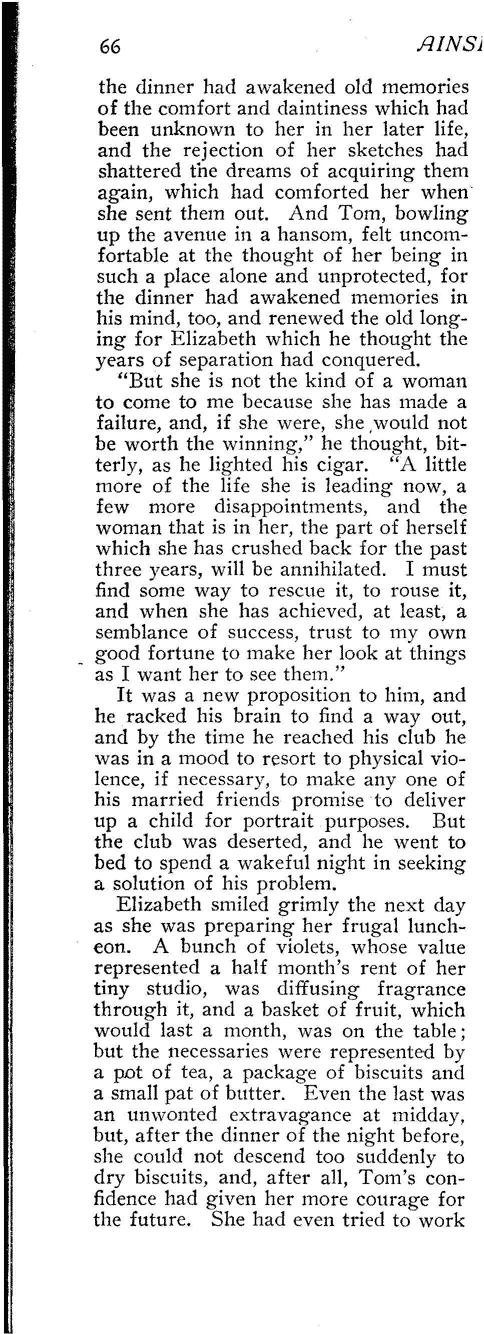 66 AINS
the dinner had awakened old memories
of the comfort and daintiness which had
been unknown to her in her later life,
and the rejection of her sketches had
shattered the dreams of acquiring them
again, which had comforted her when
she sent them out. And Tom, bowling
up the avenue in a hansom, felt uncom-
fortable at the thought of her being in
such a place alone and unprotected, for
the dinner had awakened memories in
his mind, too, and renewed the old long-
ing for Elizabeth which he thought the
years of separation had conquered.
"But she is not the kind of a woman
to come to me because she has made a
failure, and, if she were, she would not
be worth the winning," he thought, bit-
terly, as he lighted his cigar. "A little
more of the life she is leading now, a
few more disappointments, and the
woman that is in her, the part of herself
which she has crushed back for the past
three years, will be annihilated. I must
find some way to rescue it, to rouse it,
and when she has achieved, at least, a
semblance of success, trust to my own
good fortune to make her look at things
as I want her to see them."
It was a new proposition to him, and
he racked his brain to find a way out,
and by the time he reached his club he
was in a mood to resort to physical vio-
lence, if necessary, to make any one of
his married friends promise to deliver
up a child for portrait purposes. But
the club was deserted, and he went to
bed to spend a wakeful night in seeking
a solution of his problem.
Elizabeth smiled grimly the next day
as she was preparing her frugal lunch-
eon. A bunch of violets, whose value
represented a half month's rent of her
tiny studio, was diffusing fragrance
through it, and a basket of fruit, which
would last a month, was on the table;
but the necessaries were represented by
a pot of tea, a package of biscuits and
a small pat of butter. Even the last was
an unwonted extravagance at midday,
but, after the dinner of the night before,
she could not descend too suddenly to
dry biscuits, and, after all, Tom's con-
fidence had given her more courage for
the future. She had even tried to work